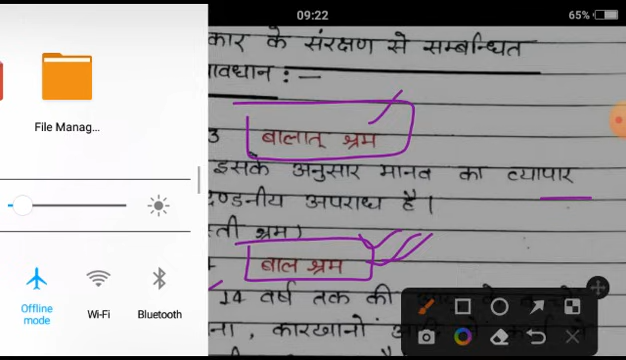 09:22
65%
File Manag...
Offline mode
Wi-Fi
Bluetooth
कार के संरक्षण से सम्बन्धित
ावधान : —
3 बालात् श्रम
इसके अनुसार मानव का व्यापार
दण्डनीय अपराध है।
स्ती श्रम)
बाल श्रम
14 वर्ष तक की
ना, कारखानों